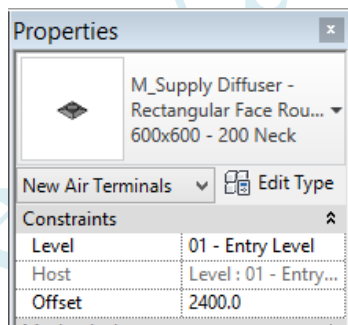 Properties
x
M_Supply Diffuser -
Rectangular Face Rou...
600x600 - 200 Neck
New Air Terminals
Edit Type
Constraints
Level 01 - Entry Level
Host Level : 01 - Entry...
Offset 2400.0